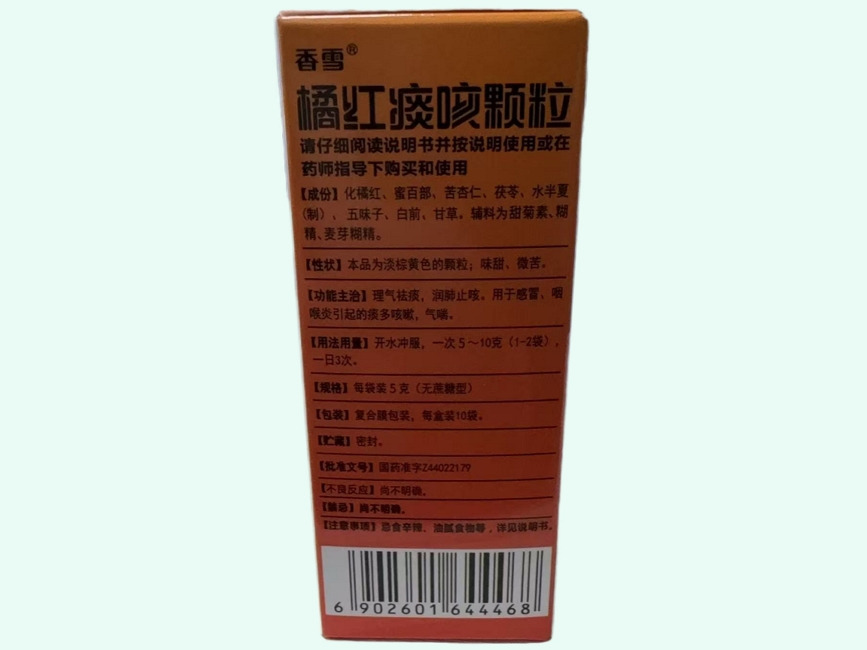 香雪®
橘红痰咳颗粒
请仔细阅读说明书并按说明使用或在
药师指导下购买和使用
【成份】化橘红、蜜百部、苦杏仁、茯苓、水半夏
(制)、五味子、白前、甘草。辅料为甜菊素、糊
精、麦芽糊精。
【性状】本品为淡棕黄色的颗粒；味甜、微苦。
【功能主治】理气祛痰，润肺止咳。用于感冒、咽
喉炎引起的痰多咳嗽，气喘。
【用法用量】开水冲服，一次5～10克（1-2袋），
一日3次。
【规格】每袋装5克（无蔗糖型）
【包装】复合膜包装，每盒装10袋。
【贮藏】密封。
【批准文号】国药准字Z44022179
【不良反应】尚不明确。
【禁忌】尚不明确。
【注意事项】忌食辛辣、油腻食物等，详见说明书。
6 902601 644468